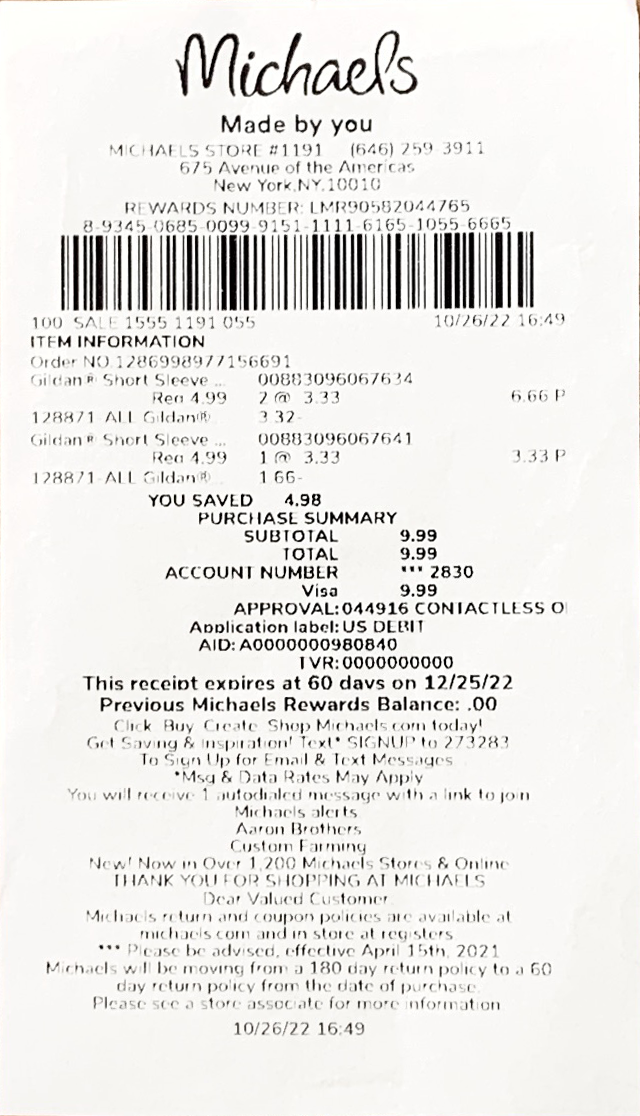 Michaels
Made by you
MICHAELS STORE #1191 (646) 259-3911
675 Avenue of the Americas
New York,NY,10010
REWARDS NUMBER: LMR90582044765
8-9345-0685-0099-9151-1111-6165-1055-6665
100 SALE 1555 1191 055 10/26/22 16:49
ITEM INFORMATION
Order NO 1286998977156691
Gildan® Short Sleeve ... 00883096067634
Reg 4.99 2 @ 3.33 6.66 P
128871-ALL Gildan® 3.32-
Gildan® Short Sleeve ... 00883096067641
Reg 4.99 1 @ 3.33 3.33 P
128871-ALL Gildan® 1.66-
YOU SAVED 4.98
PURCHASE SUMMARY
SUBTOTAL 9.99
TOTAL 9.99
ACCOUNT NUMBER *** 2830
Visa 9.99
APPROVAL: 044916 CONTACTLESS O
Application label: US DEBIT
AID: A0000000980840
TVR: 0000000000
This receipt expires at 60 days on 12/25/22
Previous Michaels Rewards Balance: .00
Click. Buy. Create. Shop Michaels.com today!
Get Saving & Inspiration! Text* SIGNUP to 273283
To Sign Up for Email & Text Messages
*Msg & Data Rates May Apply
You will receive 1 autodialed message with a link to join
Michaels alerts
Aaron Brothers
Custom Farming
New! Now in Over 1,200 Michaels Stores & Online
THANK YOU FOR SHOPPING AT MICHAELS
Dear Valued Customer
Michaels return and coupon policies are available at
michaels.com and in store at registers
*** Please be advised, effective April 15th, 2021
Michaels will be moving from a 180 day return policy to a 60
day return policy from the date of purchase.
Please see a store associate for more information
10/26/22 16:49